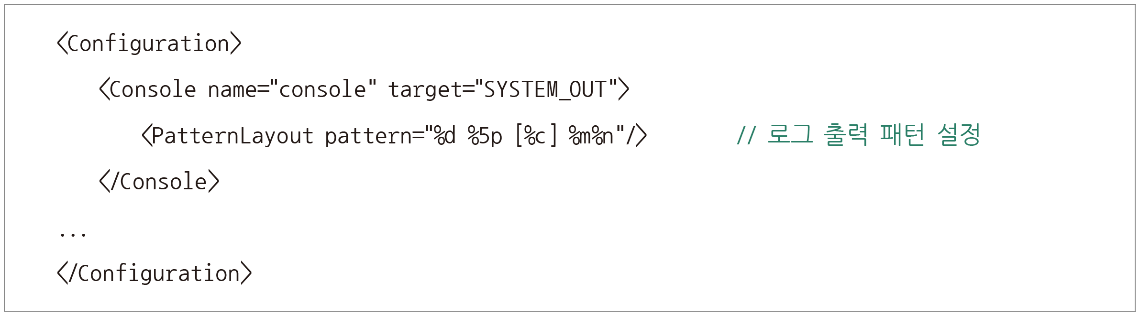 <Configuration>
<Console name="console" target="SYSTEM_OUT">
<PatternLayout pattern="%d %5p [%c] %m%n"/> // 로그 출력 패턴 설정
</Console>
...
</Configuration>